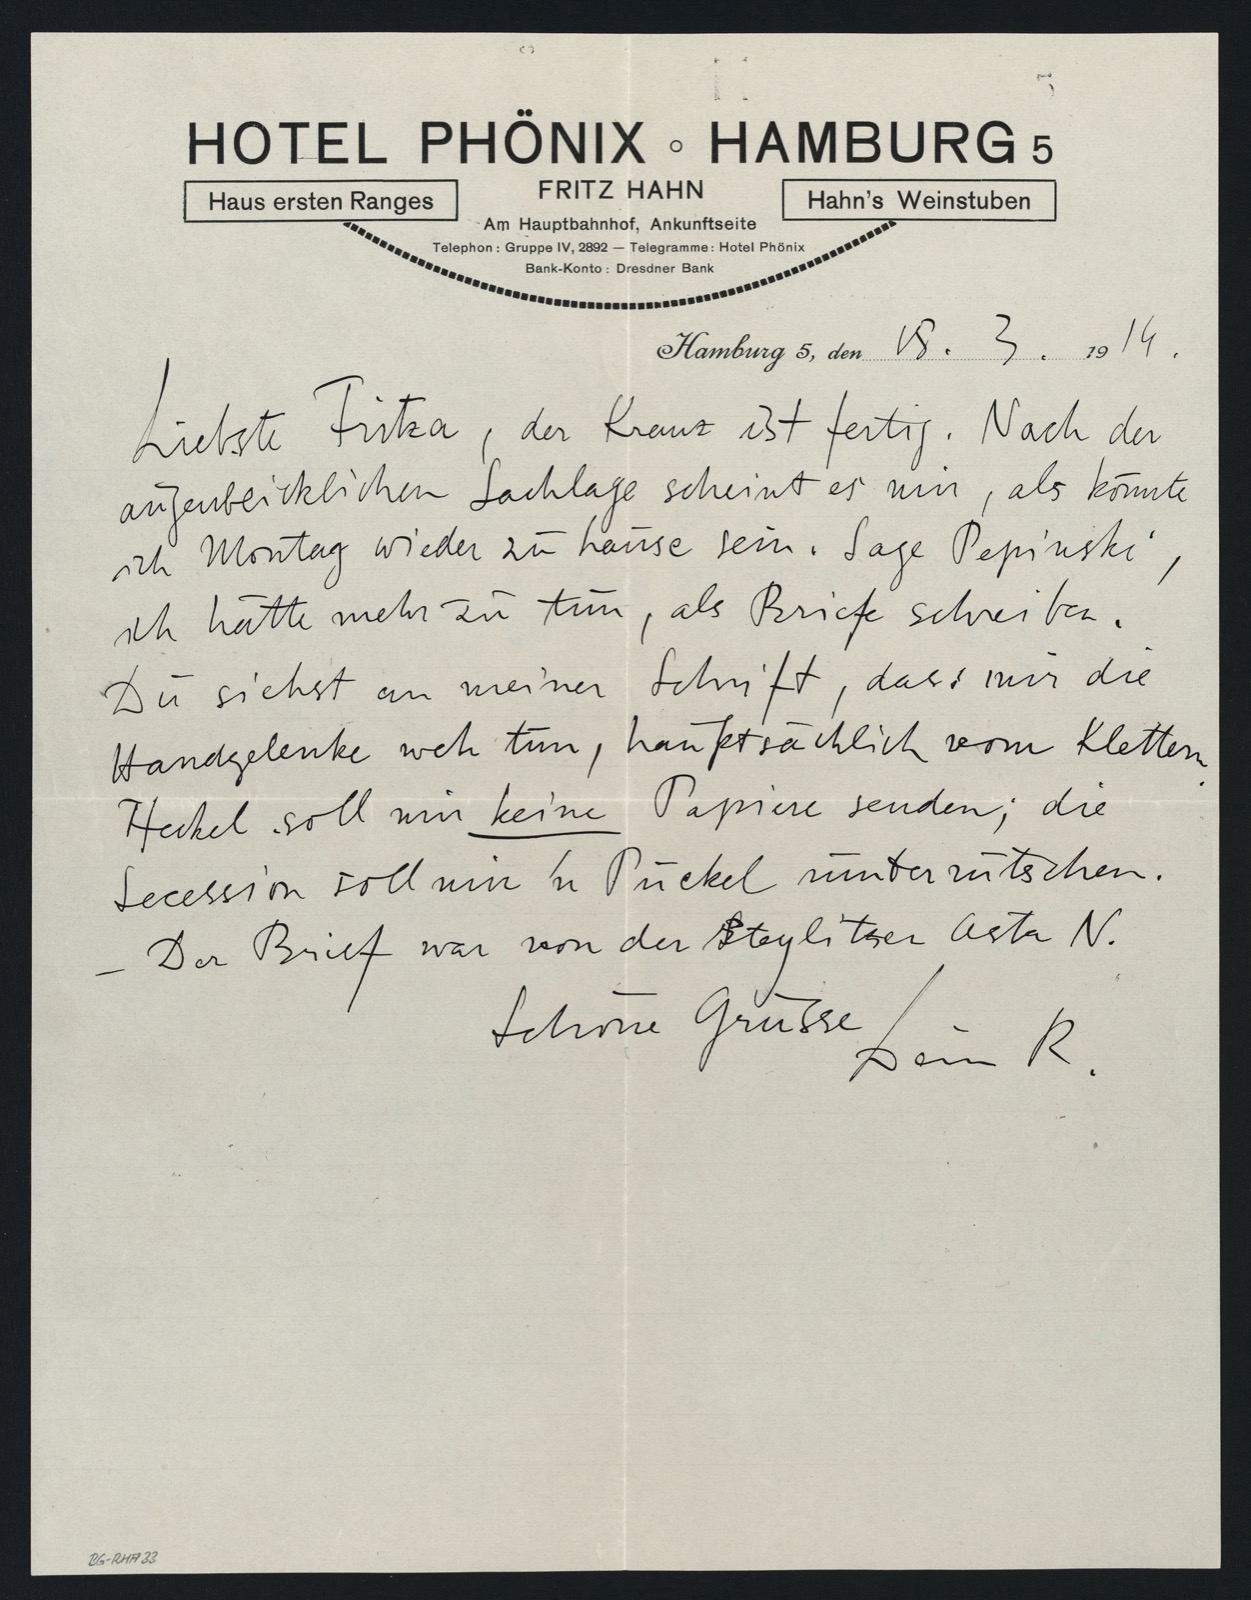 HOTEL PHÖNIX ◦ HAMBURG 5
Haus ersten Ranges
FRITZ HAHN
Hahn's Weinstuben
Am Hauptbahnhof, Ankunftseite
Telephon: Gruppe IV, 2892 — Telegramme: Hotel Phönix
Bank-Konto: Dresdner Bank
Hamburg 5, den 18. 3. 1914.
Liebste Fritza, der Kranz ist fertig. Nach der
augenblicklichen Sachlage scheint es mir, als könnte
ich Montag wieder zu hause sein. Sage Pepinski,
ich hätte mehr zu tun, als Briefe schreiben.
Du siehst an meiner Schrift, dass mir die
Handgelenke weh tun, hauptsächlich vom Klettern.
Heckel soll mir keine Papiere senden; die
Secession soll mir 'n Puckel runterrutschen.
— Der Brief war von der Steglitzer Asta N.
Schöne Grüsse
Dein R.
BG-RHA 33